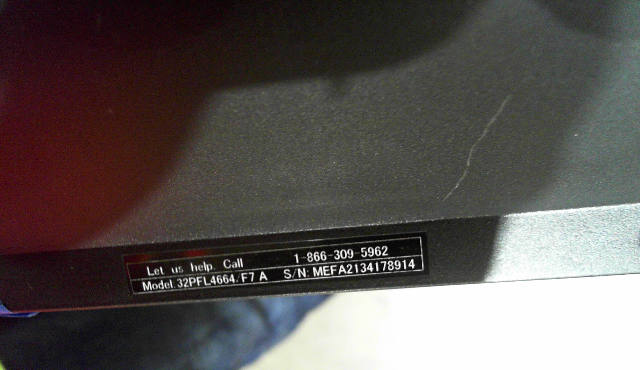 Let us help. Call 1-866-309-5962
Model.32PFL4664/F7 A S/N: MEFA2134178914